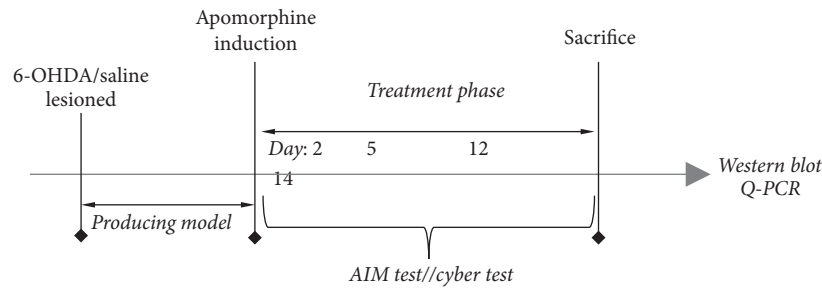 Apomorphine
induction
Sacrifice
6-OHDA/saline
lesioned
Treatment phase
Day: 2 5 12
14
Western blot
Q-PCR
Producing model
AIM test//cyber test